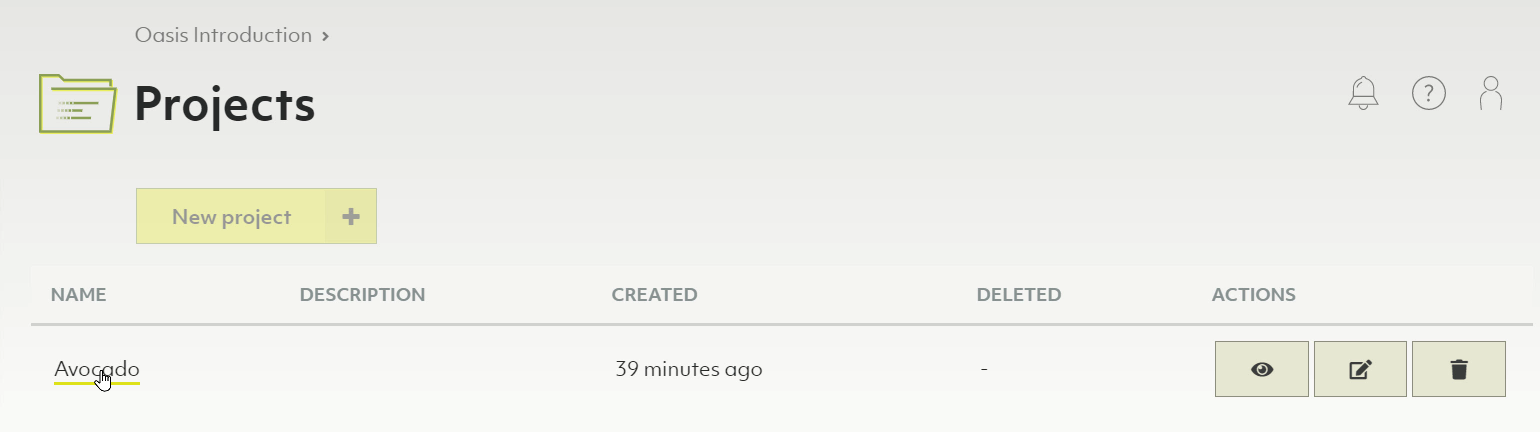 Oasis Introduction ›
Projects
?
New project +
NAME DESCRIPTION CREATED DELETED ACTIONS
Avocado 39 minutes ago -